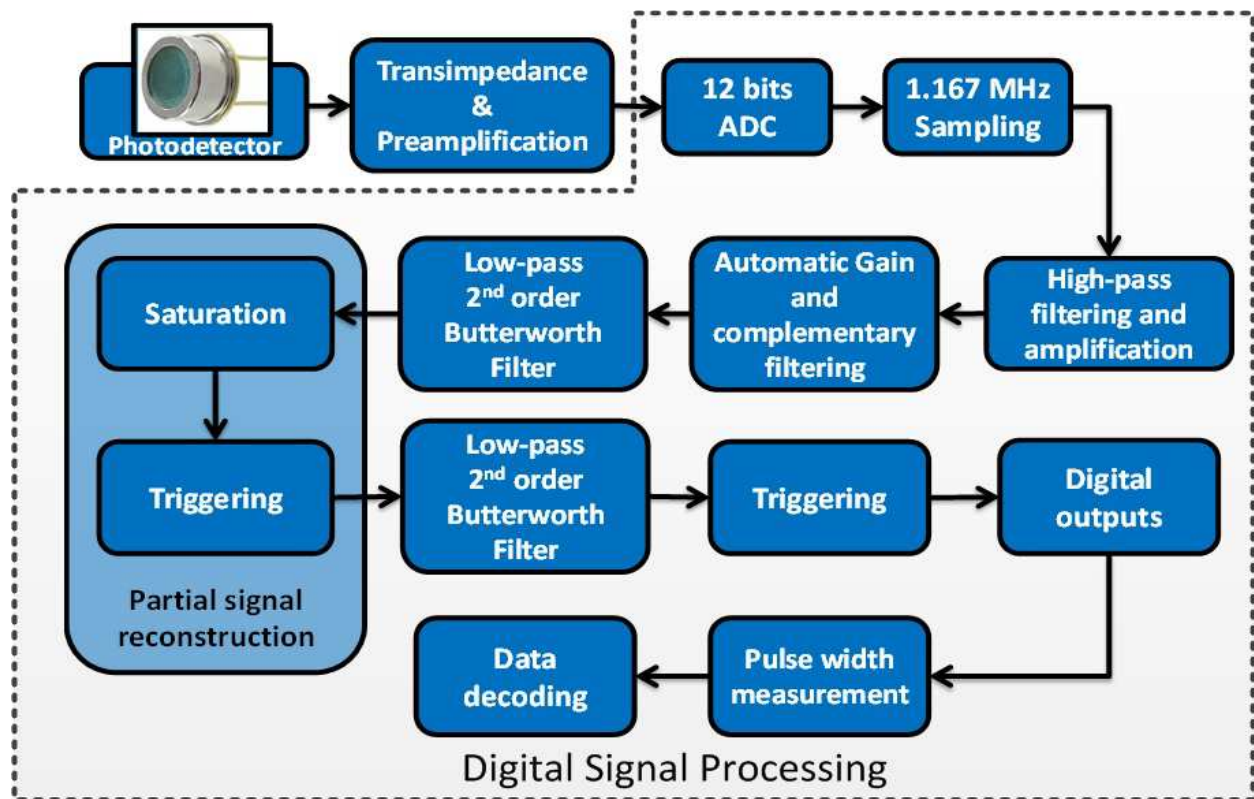 Photodetector
Transimpedance
&
Preamplification
12 bits
ADC
1.167 MHz
Sampling
High-pass
filtering and
amplification
Automatic Gain
and
complementary
filtering
Low-pass
2nd order
Butterworth
Filter
Saturation
Triggering
Partial signal
reconstruction
Low-pass
2nd order
Butterworth
Filter
Triggering
Digital
outputs
Pulse width
measurement
Data
decoding
Digital Signal Processing